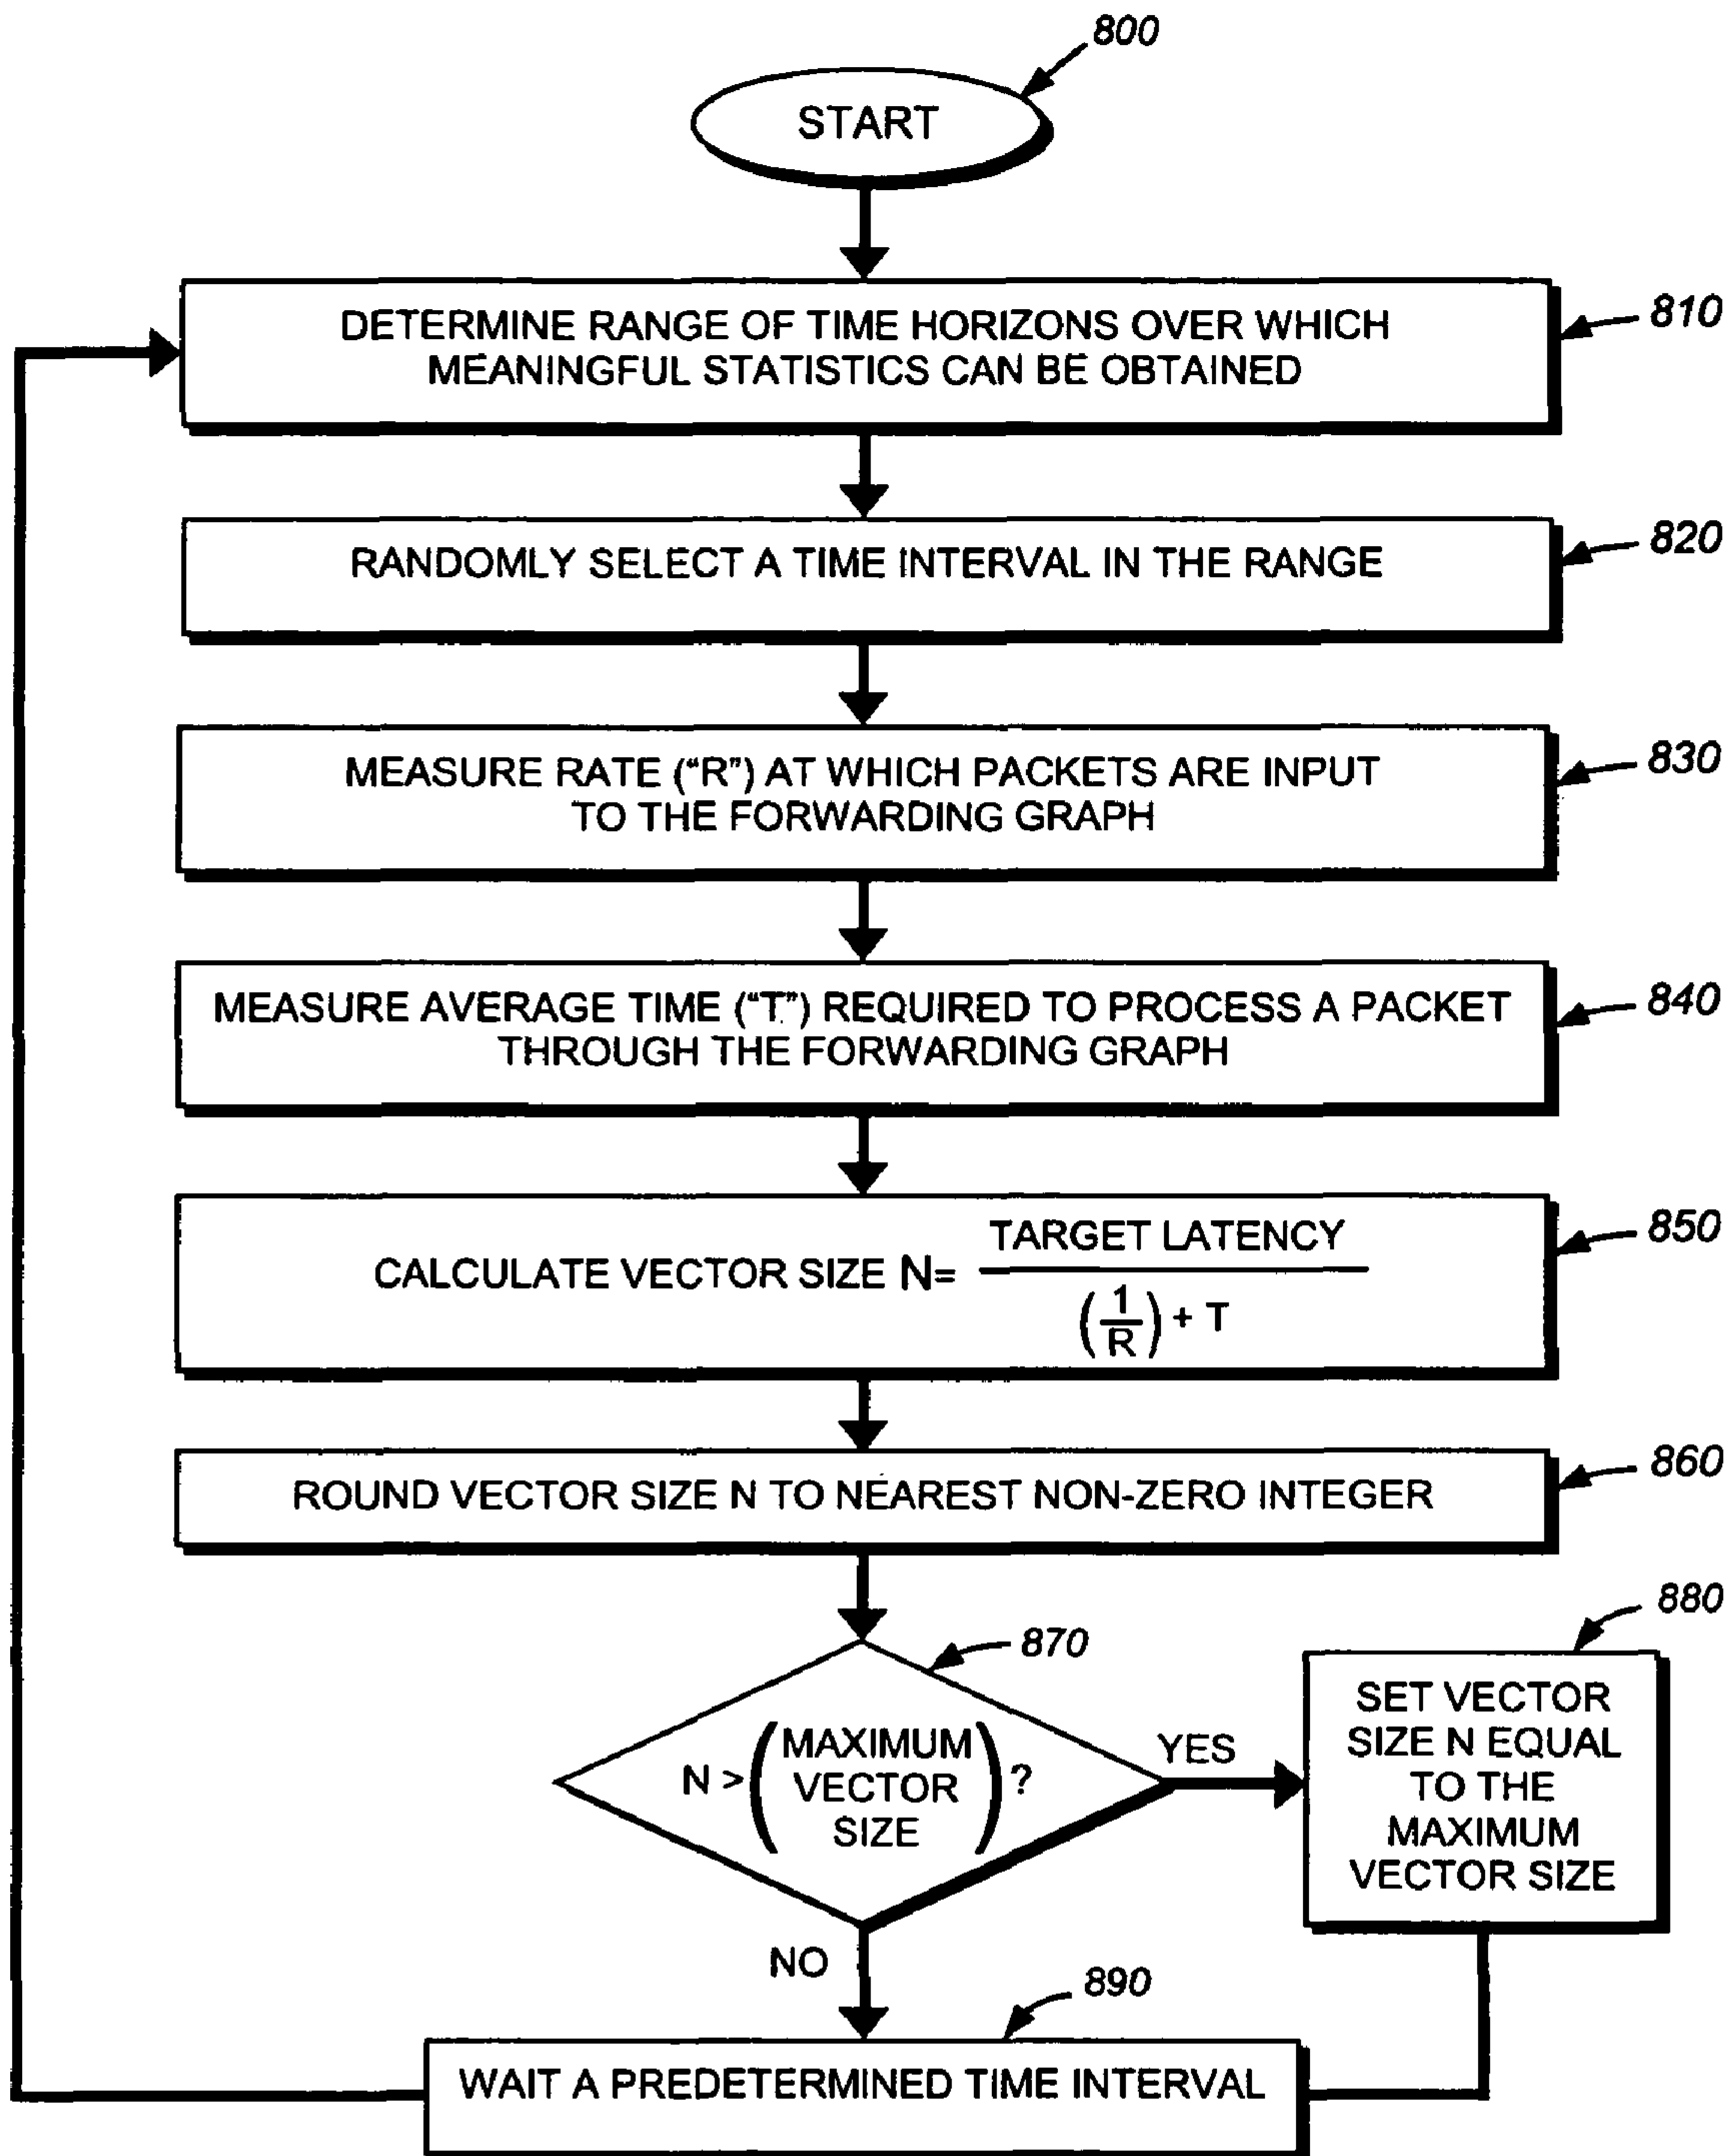 800
START
DETERMINE RANGE OF TIME HORIZONS OVER WHICH
MEANINGFUL STATISTICS CAN BE OBTAINED
810
RANDOMLY SELECT A TIME INTERVAL IN THE RANGE
820
MEASURE RATE ("R") AT WHICH PACKETS ARE INPUT
TO THE FORWARDING GRAPH
830
MEASURE AVERAGE TIME ("T") REQUIRED TO PROCESS A PACKET
THROUGH THE FORWARDING GRAPH
840
CALCULATE VECTOR SIZE N=
TARGET LATENCY
(1/R) + T
850
ROUND VECTOR SIZE N TO NEAREST NON-ZERO INTEGER
860
870
N > (MAXIMUM
VECTOR
SIZE) ?
YES
880
SET VECTOR
SIZE N EQUAL
TO THE
MAXIMUM
VECTOR SIZE
NO
890
WAIT A PREDETERMINED TIME INTERVAL